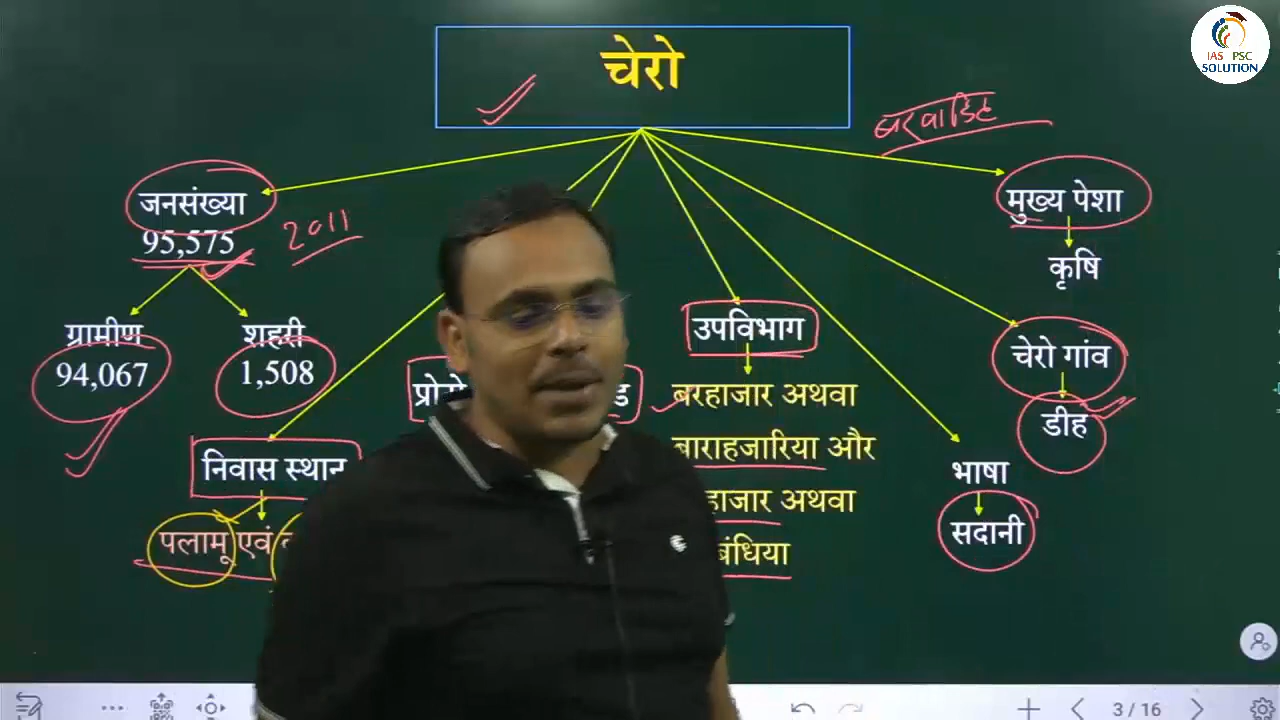 चेरो
IAS PSC
SOLUTION
बरवाडिह
जनसंख्या
95,575
2011
ग्रामीण
94,067
शहरी
1,508
निवास स्थान
पलामू एवं
उपविभाग
बरहाजार अथवा
बाराहजारिया और
अथवा
मुख्य पेशा
कृषि
चेरो गांव
डीह
भाषा
सदानी
3/16